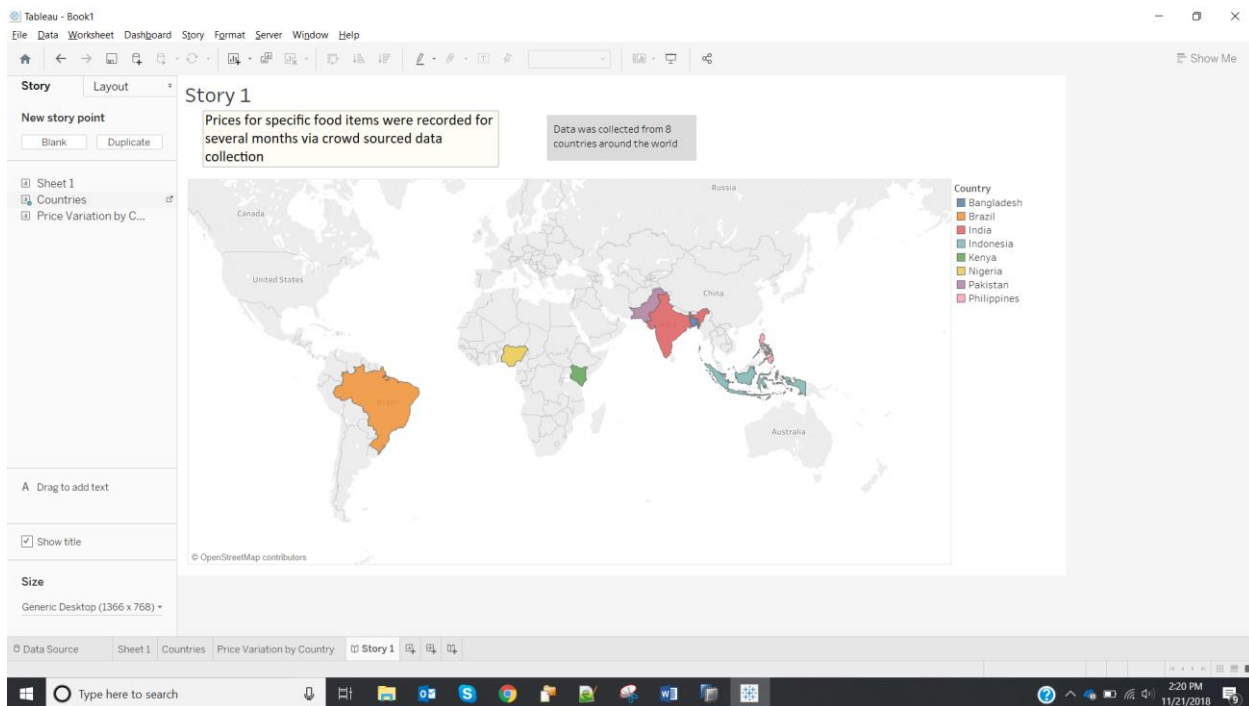 Tableau - Book1
File Data Worksheet Dashboard Story Format Server Window Help
Show Me
Story Layout
New story point
Blank Duplicate
Sheet 1
Countries
Price Variation by C...
A Drag to add text
Show title
Size
Generic Desktop (1366 x 768)
Story 1
Prices for specific food items were recorded for
several months via crowd sourced data
collection
Data was collected from 8
countries around the world
Russia
Canada
United States
China
Brazil
Australia
© OpenStreetMap contributors
Country
Bangladesh
Brazil
India
Indonesia
Kenya
Nigeria
Pakistan
Philippines
Data Source Sheet 1 Countries Price Variation by Country Story 1
Type here to search
2:20 PM
11/21/2018
9